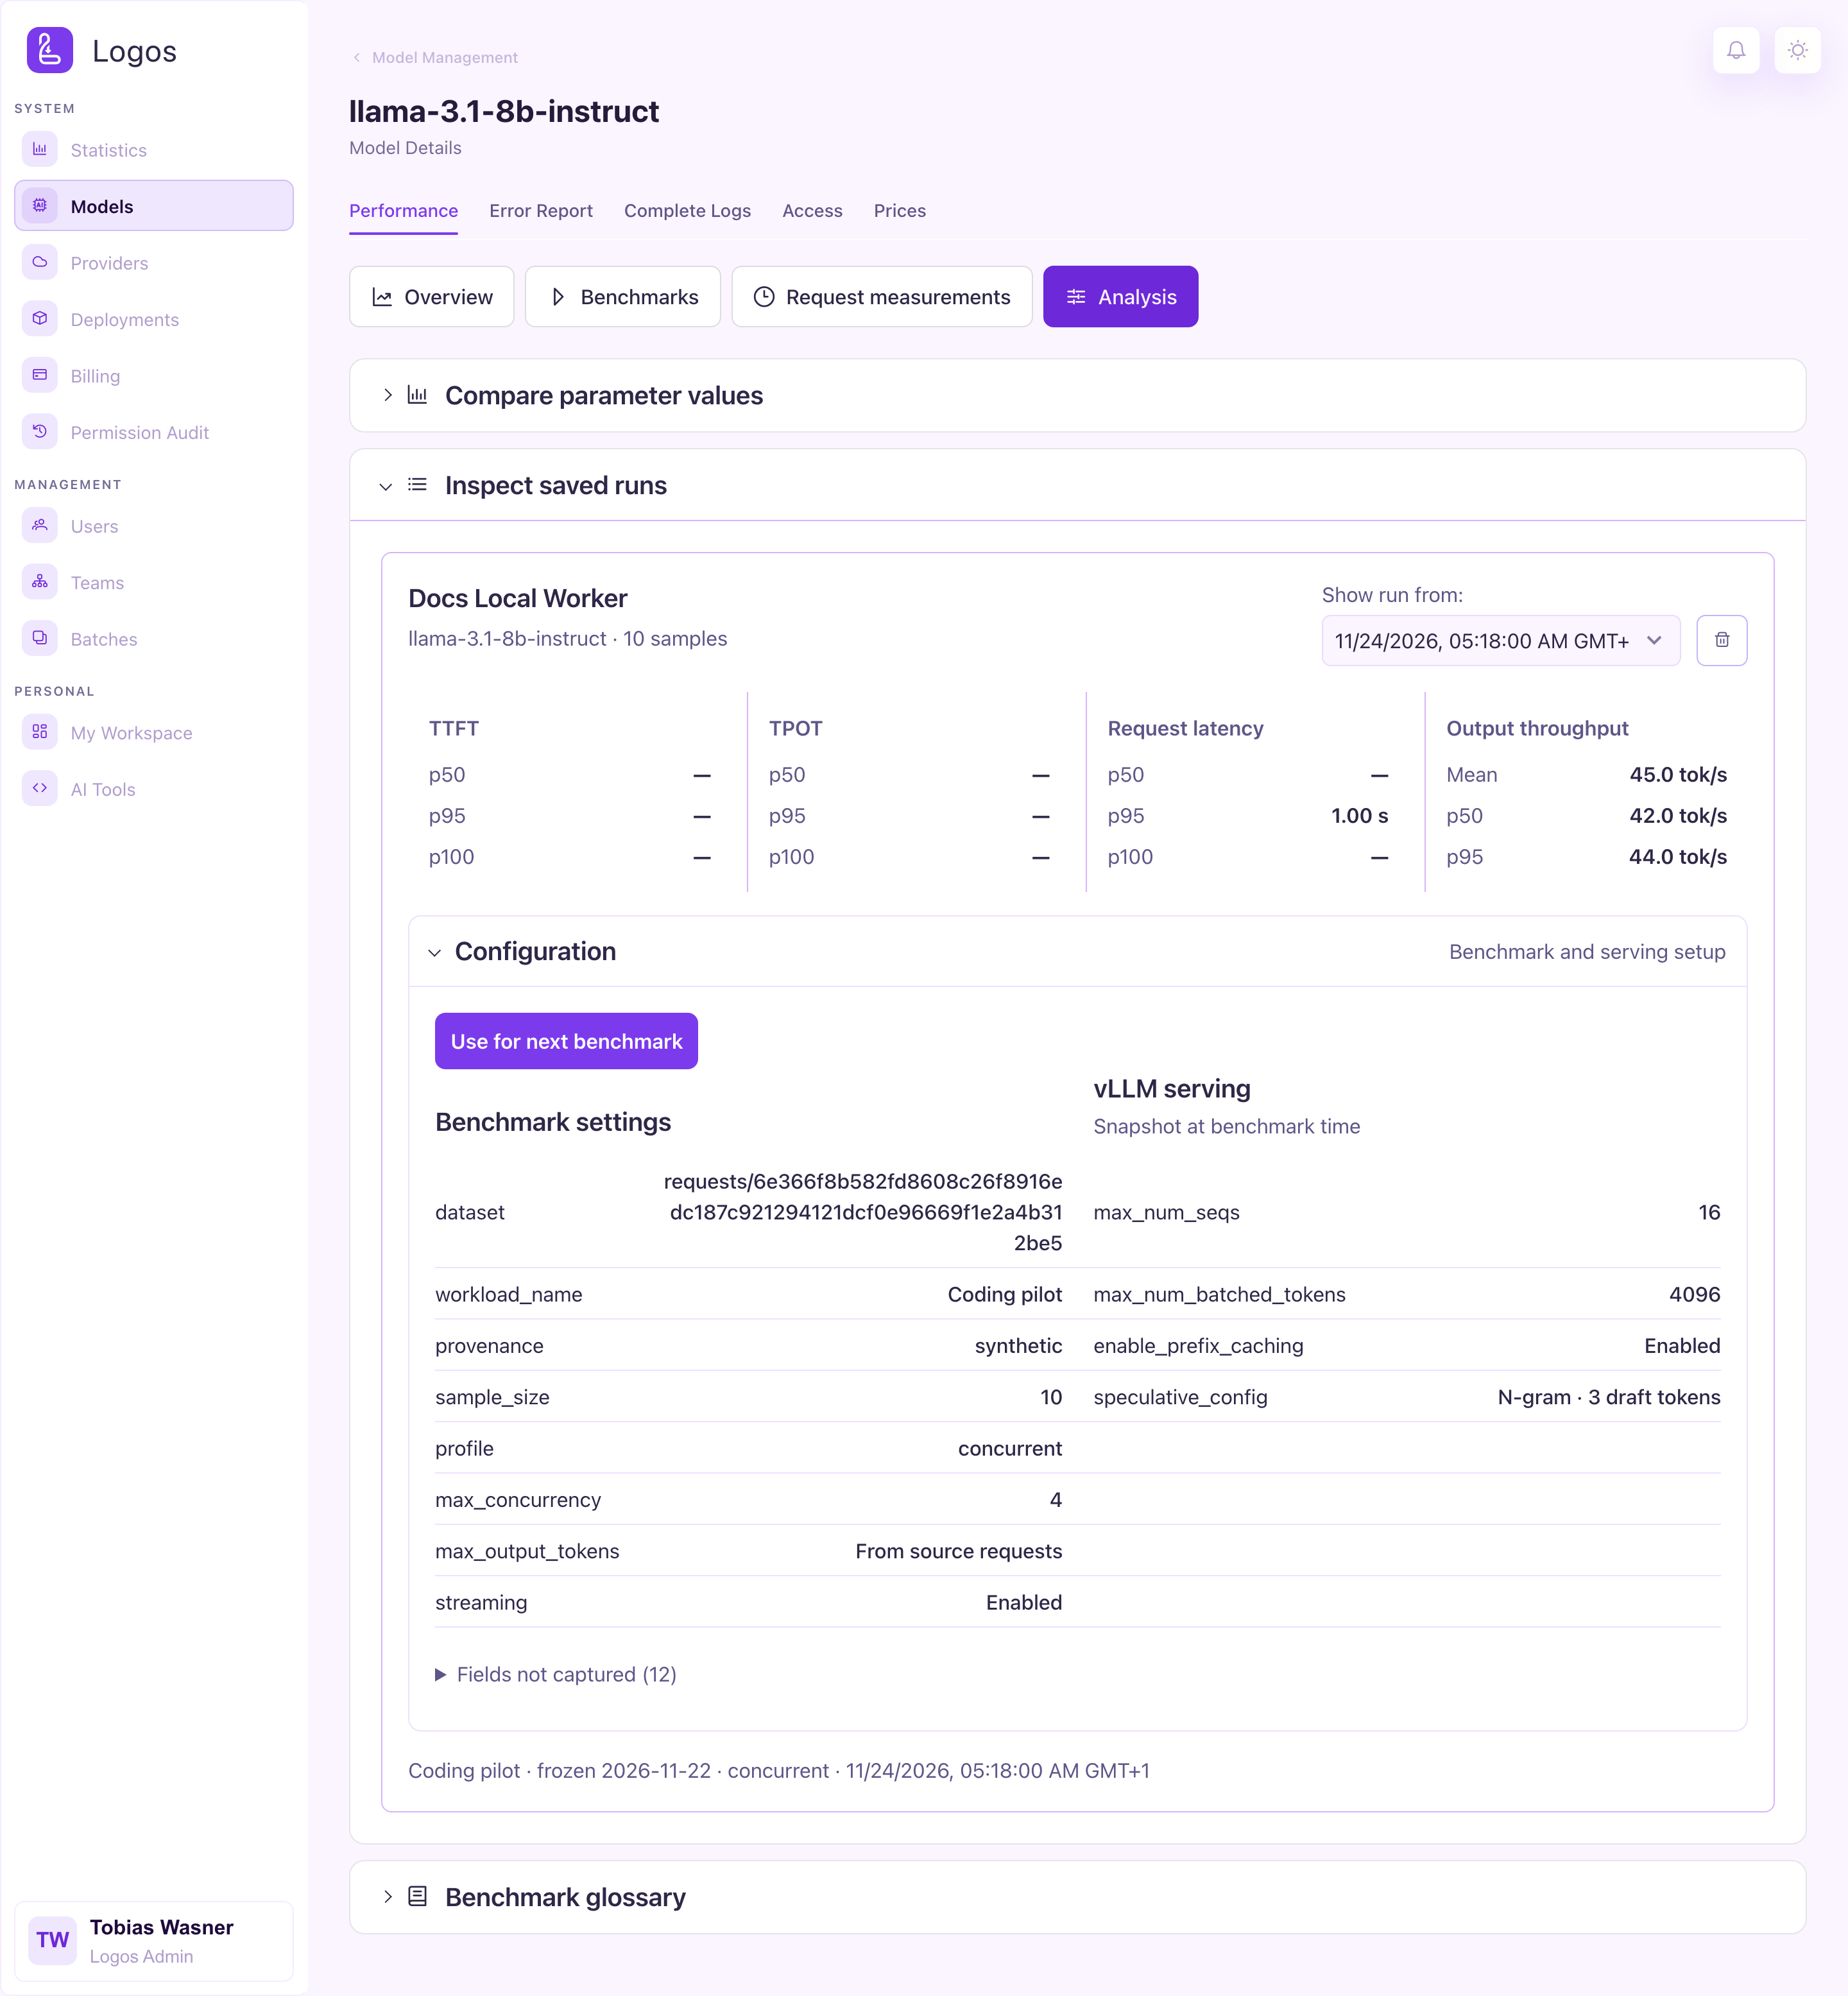 Logos
SYSTEM
Statistics
Models
Providers
Deployments
Billing
Permission Audit
MANAGEMENT
Users
Teams
Batches
PERSONAL
My Workspace
AI Tools
TW
Tobias Wasner
Logos Admin
Model Management
llama-3.1-8b-instruct
Model Details
Performance Error Report Complete Logs Access Prices
Overview Benchmarks Request measurements Analysis
Compare parameter values
Inspect saved runs
Docs Local Worker
llama-3.1-8b-instruct · 10 samples
Show run from:
11/24/2026, 05:18:00 AM GMT+
TTFT
p50 —
p95 —
p100 —
TPOT
p50 —
p95 —
p100 —
Request latency
p50 —
p95 1.00 s
p100 —
Output throughput
Mean 45.0 tok/s
p50 42.0 tok/s
p95 44.0 tok/s
Configuration
Benchmark and serving setup
Use for next benchmark
Benchmark settings
dataset
requests/6e366f8b582fd8608c26f8916e
dc187c921294121dcf0e96669f1e2a4b31
2be5
workload_name Coding pilot
provenance synthetic
sample_size 10
profile concurrent
max_concurrency 4
max_output_tokens From source requests
streaming Enabled
vLLM serving
Snapshot at benchmark time
max_num_seqs 16
max_num_batched_tokens 4096
enable_prefix_caching Enabled
speculative_config N-gram · 3 draft tokens
Fields not captured (12)
Coding pilot · frozen 2026-11-22 · concurrent · 11/24/2026, 05:18:00 AM GMT+1
Benchmark glossary